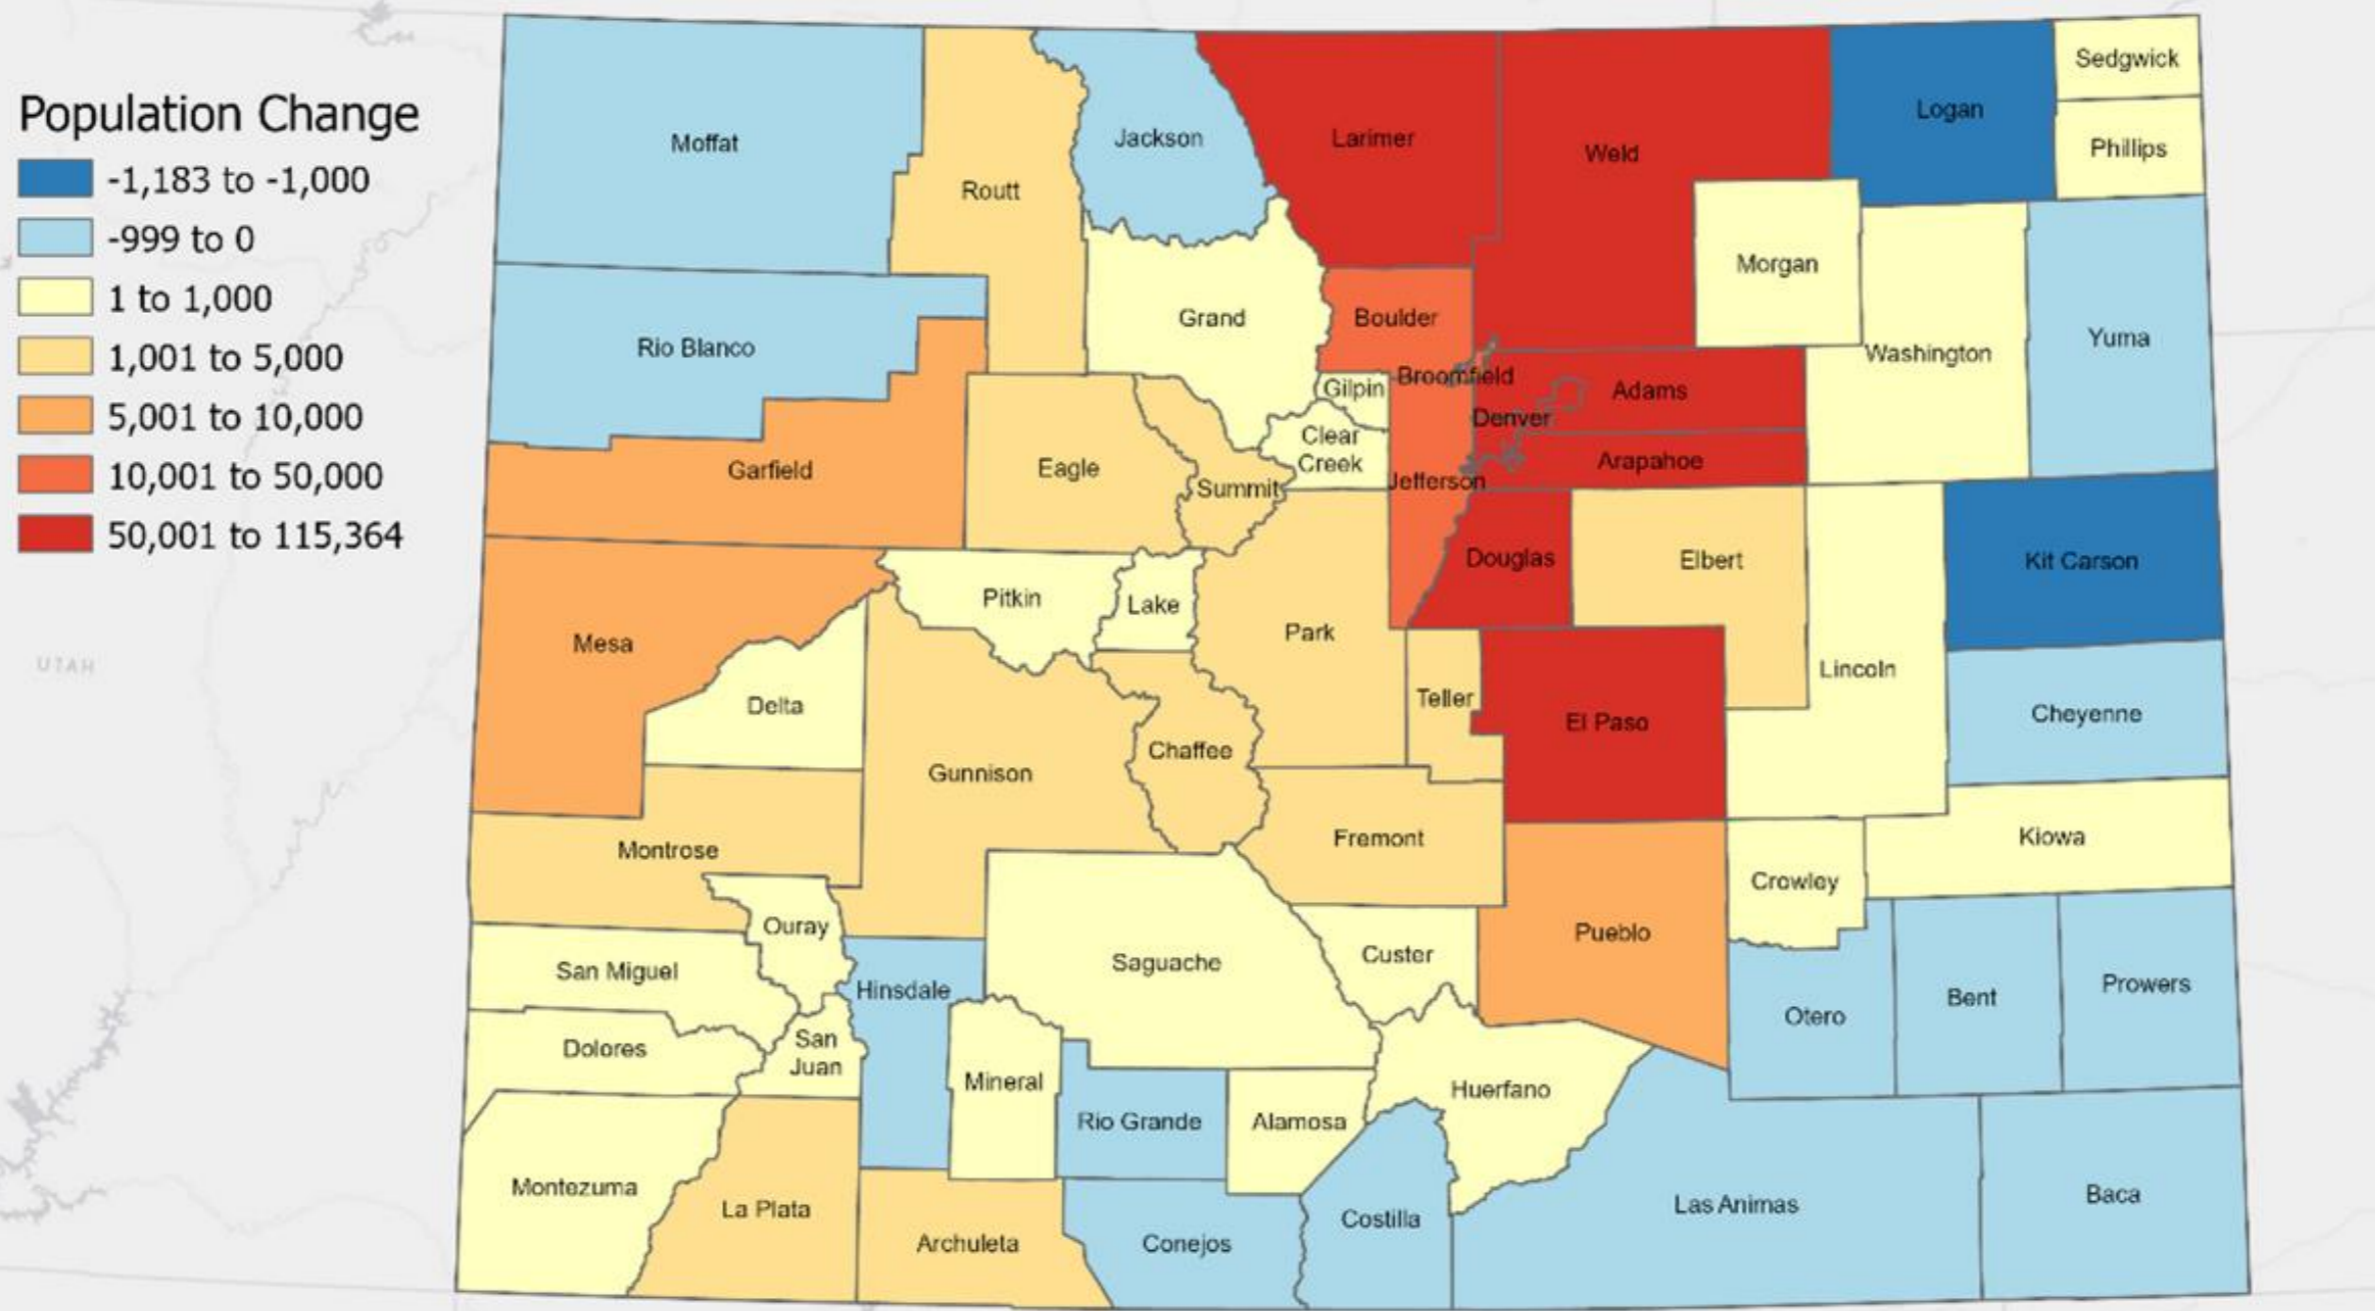 Population Change
-1,183 to -1,000
-999 to 0
1 to 1,000
1,001 to 5,000
5,001 to 10,000
10,001 to 50,000
50,001 to 115,364
UTAH
Moffat
Routt
Jackson
Larimer
Weld
Logan
Sedgwick
Phillips
Rio Blanco
Grand
Boulder
Morgan
Washington
Yuma
Garfield
Eagle
Summit
Gilpin
Clear
Creek
Broomfield
Denver
Jefferson
Adams
Arapahoe
Mesa
Pitkin
Lake
Park
Douglas
Elbert
Lincoln
Kit Carson
Delta
Gunnison
Chaffee
Teller
El Paso
Cheyenne
Montrose
Fremont
Pueblo
Crowley
Kiowa
Ouray
San Miguel
Hinsdale
Saguache
Custer
Otero
Bent
Prowers
Dolores
San
Juan
Mineral
Rio Grande
Alamosa
Huerfano
Montezuma
La Plata
Archuleta
Conejos
Costilla
Las Animas
Baca